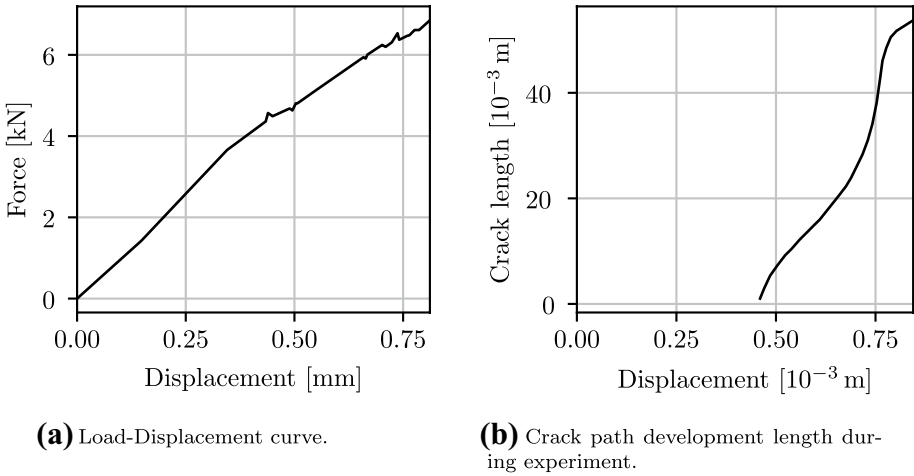 6
4
2
0
Force [kN]
0.00 0.25 0.50 0.75
Displacement [mm]
(a) Load-Displacement curve.
40
20
0
Crack length [10⁻³ m]
0.00 0.25 0.50 0.75
Displacement [10⁻³ m]
(b) Crack path development length dur-
ing experiment.